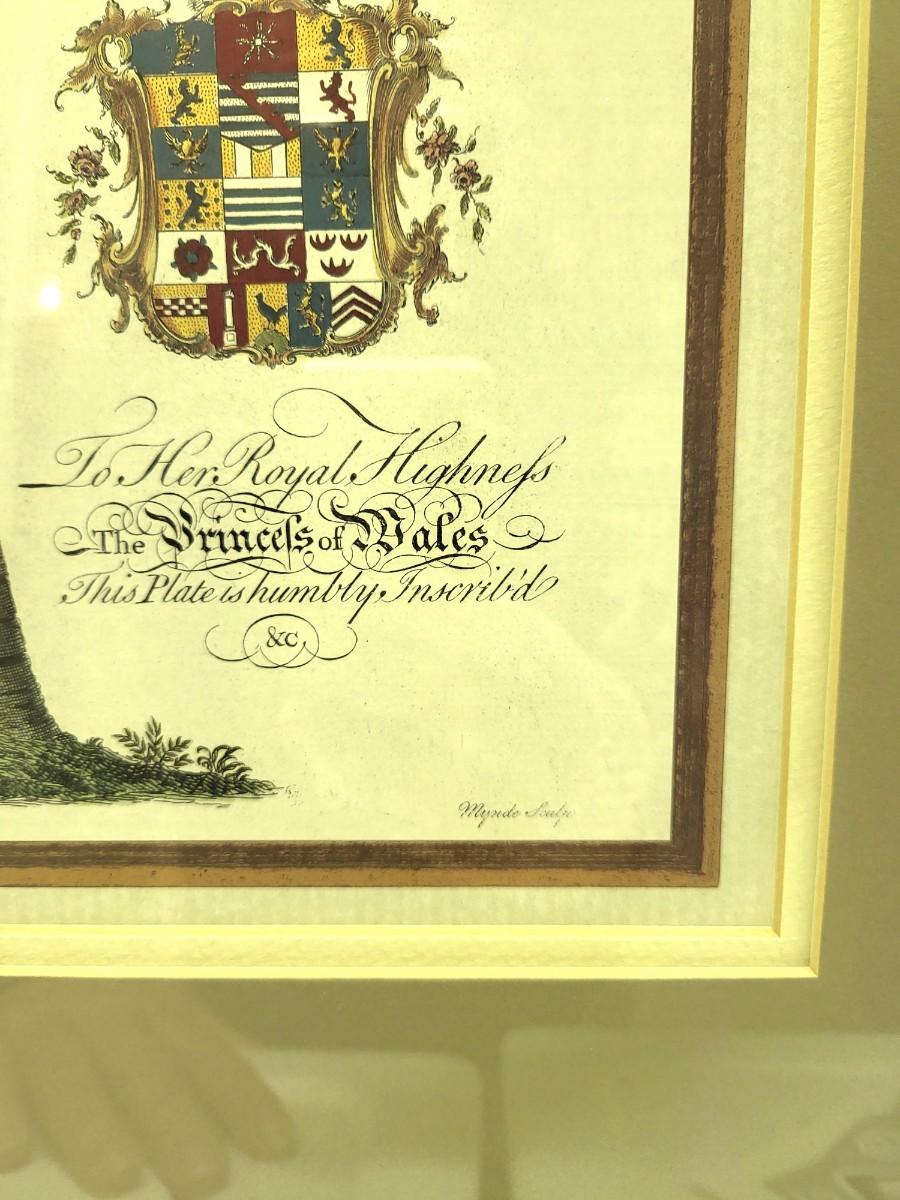 To Her Royal Highneſs
The Princeſs of Wales
This Plate is humbly Inscrib'd
&c
Mynde Sculp